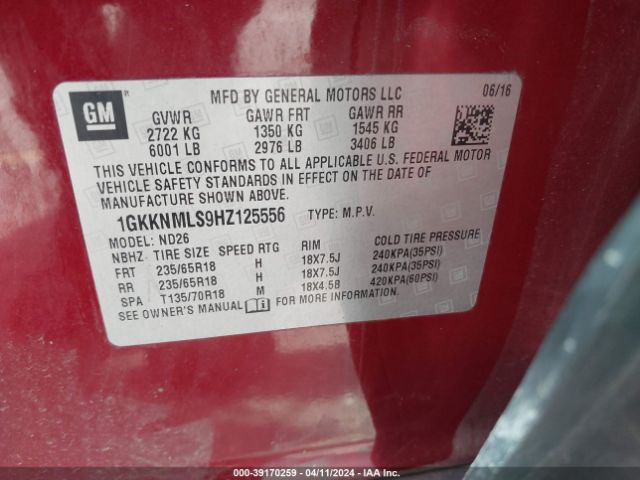 GM
MFD BY GENERAL MOTORS LLC 06/16
GVWR GAWR FRT GAWR RR
2722 KG 1350 KG 1545 KG
6001 LB 2976 LB 3406 LB
THIS VEHICLE CONFORMS TO ALL APPLICABLE U.S. FEDERAL MOTOR
VEHICLE SAFETY STANDARDS IN EFFECT ON THE DATE OF
MANUFACTURE SHOWN ABOVE.
1GKKNMLS9HZ125556 TYPE: M.P.V.
MODEL: ND26
NBHZ TIRE SIZE SPEED RTG RIM COLD TIRE PRESSURE
FRT 235/65R18 H 18X7.5J 240KPA(35PSI)
RR 235/65R18 H 18X7.5J 240KPA(35PSI)
SPA T135/70R18 M 18X4.5B 420KPA(60PSI)
SEE OWNER'S MANUAL FOR MORE INFORMATION.
000-39170259 - 04/11/2024 - IAA Inc.